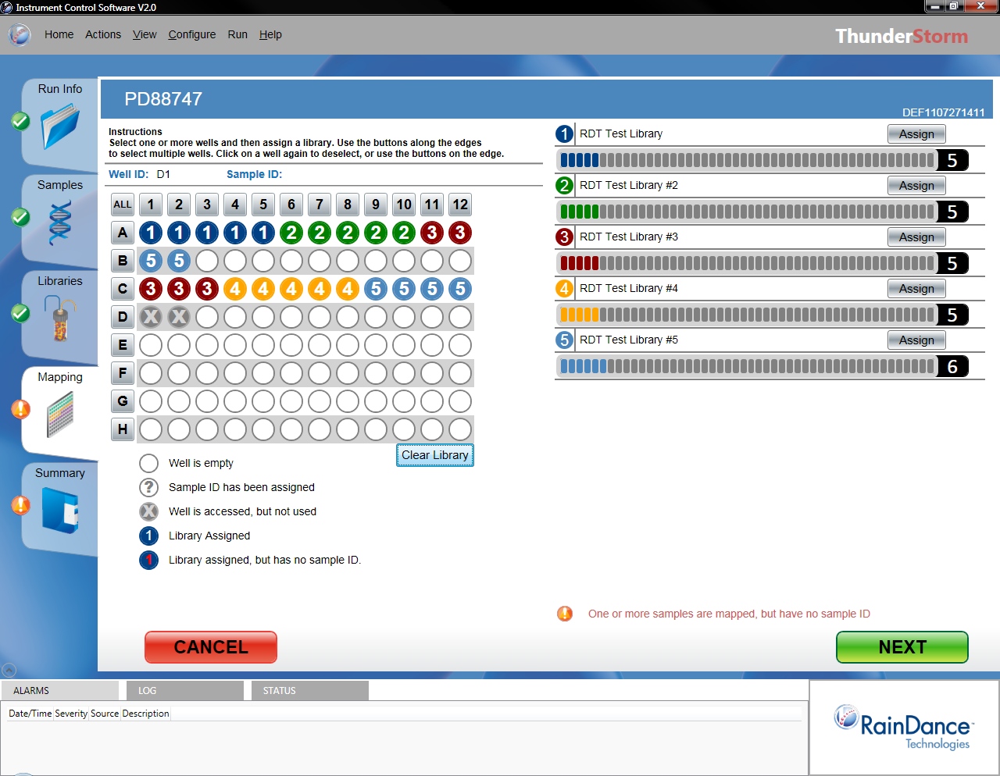 Instrument Control Software V2.0
Home Actions View Configure Run Help
ThunderStorm
Run Info
Samples
Libraries
Mapping
Summary
PD88747
DEF1107271411
Instructions
Select one or more wells and then assign a library. Use the buttons along the edges
to select multiple wells. Click on a well again to deselect, or use the buttons on the edge.
Well ID: D1 Sample ID:
ALL 1 2 3 4 5 6 7 8 9 10 11 12
A 1 1 1 1 1 2 2 2 2 2 3 3
B 5 5
C 3 3 3 4 4 4 4 4 5 5 5 5
D X X
E
F
G
H
Clear Library
Well is empty
? Sample ID has been assigned
X Well is accessed, but not used
1 Library Assigned
1 Library assigned, but has no sample ID.
1 RDT Test Library Assign
5
2 RDT Test Library #2 Assign
5
3 RDT Test Library #3 Assign
5
4 RDT Test Library #4 Assign
5
5 RDT Test Library #5 Assign
6
! One or more samples are mapped, but have no sample ID
CANCEL
NEXT
ALARMS LOG STATUS
Date/Time Severity Source Description
RainDance™
Technologies